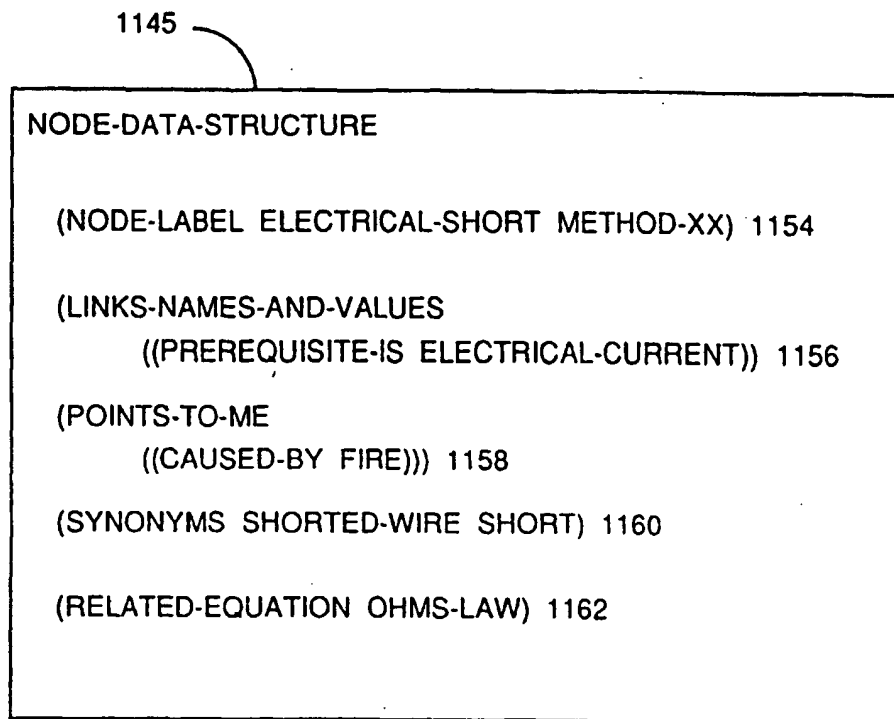 1145
NODE-DATA-STRUCTURE
(NODE-LABEL ELECTRICAL-SHORT METHOD-XX) 1154
(LINKS-NAMES-AND-VALUES
((PREREQUISITE-IS ELECTRICAL-CURRENT)) 1156
(POINTS-TO-ME
((CAUSED-BY FIRE))) 1158
(SYNONYMS SHORTED-WIRE SHORT) 1160
(RELATED-EQUATION OHMS-LAW) 1162